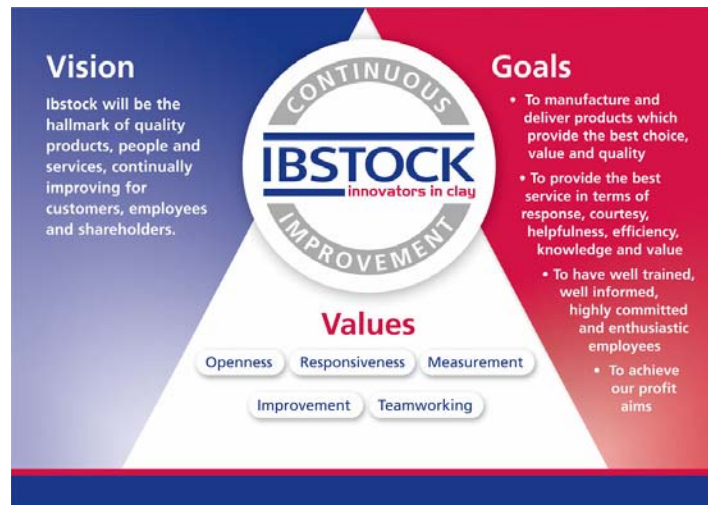 Vision
Ibstock will be the
hallmark of quality
products, people and
services, continually
improving for
customers, employees
and shareholders.
CONTINUOUS
IBSTOCK
innovators in clay
IMPROVEMENT
Goals
• To manufacture and
deliver products which
provide the best choice,
value and quality
• To provide the best
service in terms of
response, courtesy,
helpfulness, efficiency,
knowledge and value
• To have well trained,
well informed,
highly committed
and enthusiastic
employees
• To achieve
our profit
aims
Values
Openness Responsiveness Measurement
Improvement Teamworking